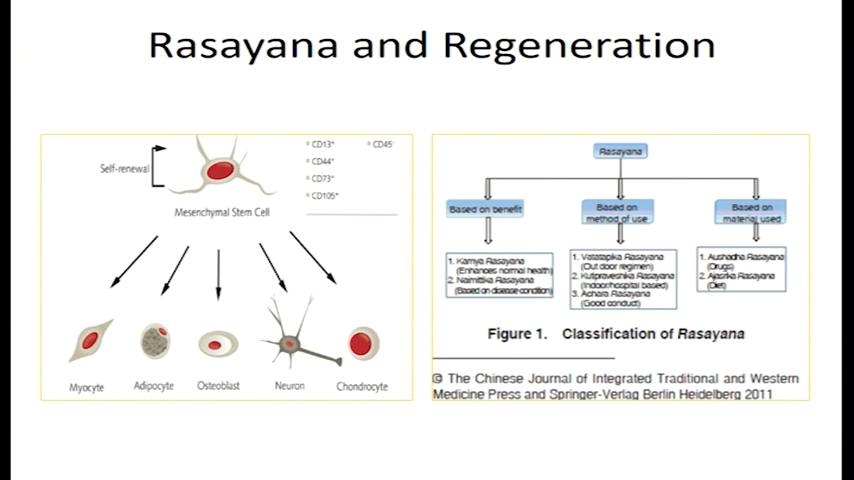 Rasayana and Regeneration
Self-renewal
CD13+
CD45-
CD44+
CD73+
CD105+
Mesenchymal Stem Cell
Myocyte
Adipocyte
Osteoblast
Neuron
Chondrocyte
Rasayana
Based on benefit
Based on
method of use
Based on
material used
1. Kamya Rasayana
(Enhances normal health)
2. Naimittika Rasayana
(Based on disease condition)
1. Vatatapika Rasayana
(Out door regimen)
2. Kutipraveshika Rasayana
(Indoor/hospital based)
3. Achara Rasayana
(Good conduct)
1. Aushadha Rasayana
(Drugs)
2. Ajasrika Rasayana
(Diet)
Figure 1. Classification of Rasayana
© The Chinese Journal of Integrated Traditional and Western
Medicine Press and Springer-Verlag Berlin Heidelberg 2011